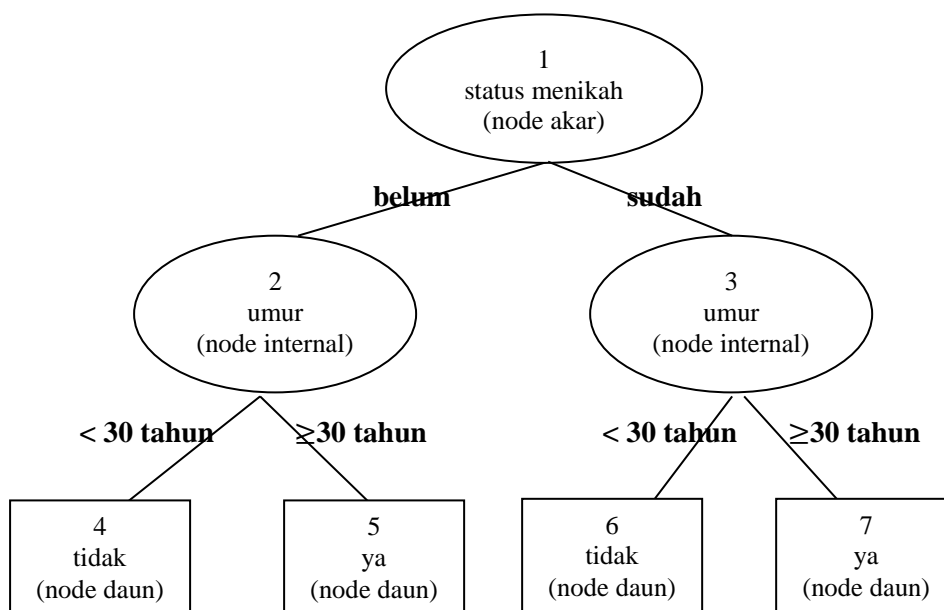 1
status menikah
(node akar)
belum
sudah
2
umur
(node internal)
3
umur
(node internal)
< 30 tahun
≥30 tahun
< 30 tahun
≥30 tahun
4
tidak
(node daun)
5
ya
(node daun)
6
tidak
(node daun)
7
ya
(node daun)